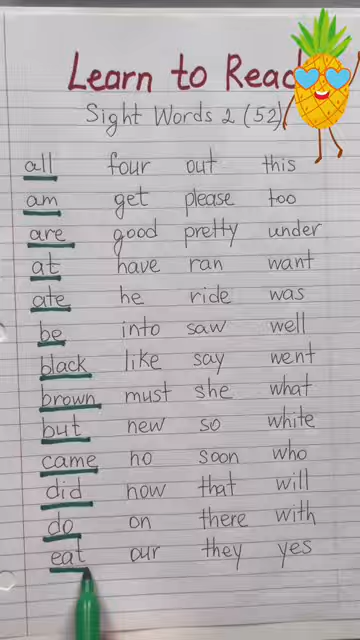 Learn to Read
Sight Words 2 (52)
all four out this
am get please too
are good pretty under
at have ran want
ate he ride was
be into saw well
black like say went
brown must she what
but new so white
came no soon who
did now that will
do on there with
eat our they yes